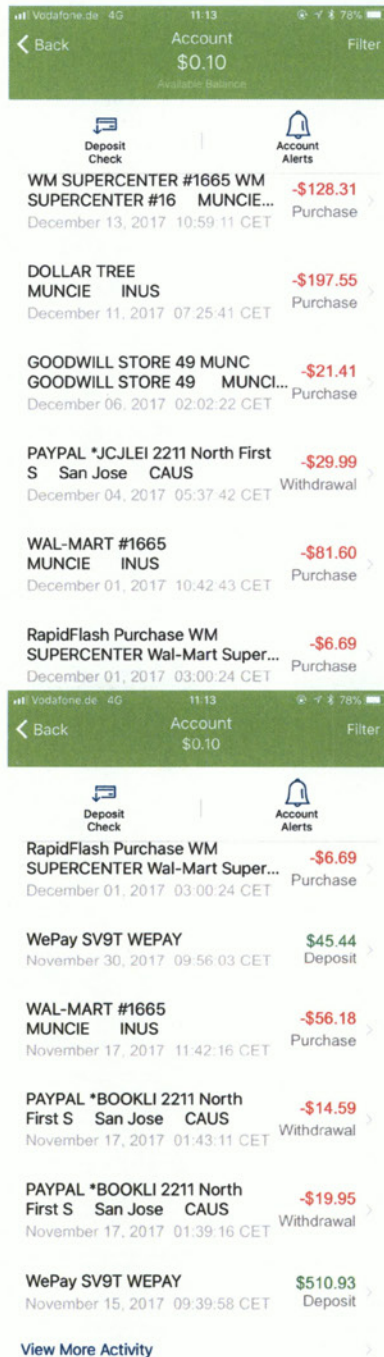 Vodafone.de 4G 11:13 78%
Back Account Filter
$0.10
Available Balance
Deposit Check Account Alerts
WM SUPERCENTER #1665 WM
SUPERCENTER #16 MUNCIE... -$128.31
December 13, 2017 10:59:11 CET Purchase
DOLLAR TREE
MUNCIE INUS -$197.55
December 11, 2017 07:25:41 CET Purchase
GOODWILL STORE 49 MUNC
GOODWILL STORE 49 MUNCI... -$21.41
December 06, 2017 02:02:22 CET Purchase
PAYPAL *JCJLEI 2211 North First
S San Jose CAUS -$29.99
December 04, 2017 05:37:42 CET Withdrawal
WAL-MART #1665
MUNCIE INUS -$81.60
December 01, 2017 10:42:43 CET Purchase
RapidFlash Purchase WM
SUPERCENTER Wal-Mart Super... -$6.69
December 01, 2017 03:00:24 CET Purchase
Vodafone.de 4G 11:13 78%
Back Account Filter
$0.10
Deposit Check Account Alerts
RapidFlash Purchase WM
SUPERCENTER Wal-Mart Super... -$6.69
December 01, 2017 03:00:24 CET Purchase
WePay SV9T WEPAY $45.44
November 30, 2017 09:56:03 CET Deposit
WAL-MART #1665
MUNCIE INUS -$56.18
November 17, 2017 11:42:16 CET Purchase
PAYPAL *BOOKLI 2211 North
First S San Jose CAUS -$14.59
November 17, 2017 01:43:11 CET Withdrawal
PAYPAL *BOOKLI 2211 North
First S San Jose CAUS -$19.95
November 17, 2017 01:39:16 CET Withdrawal
WePay SV9T WEPAY $510.93
November 15, 2017 09:39:58 CET Deposit
View More Activity